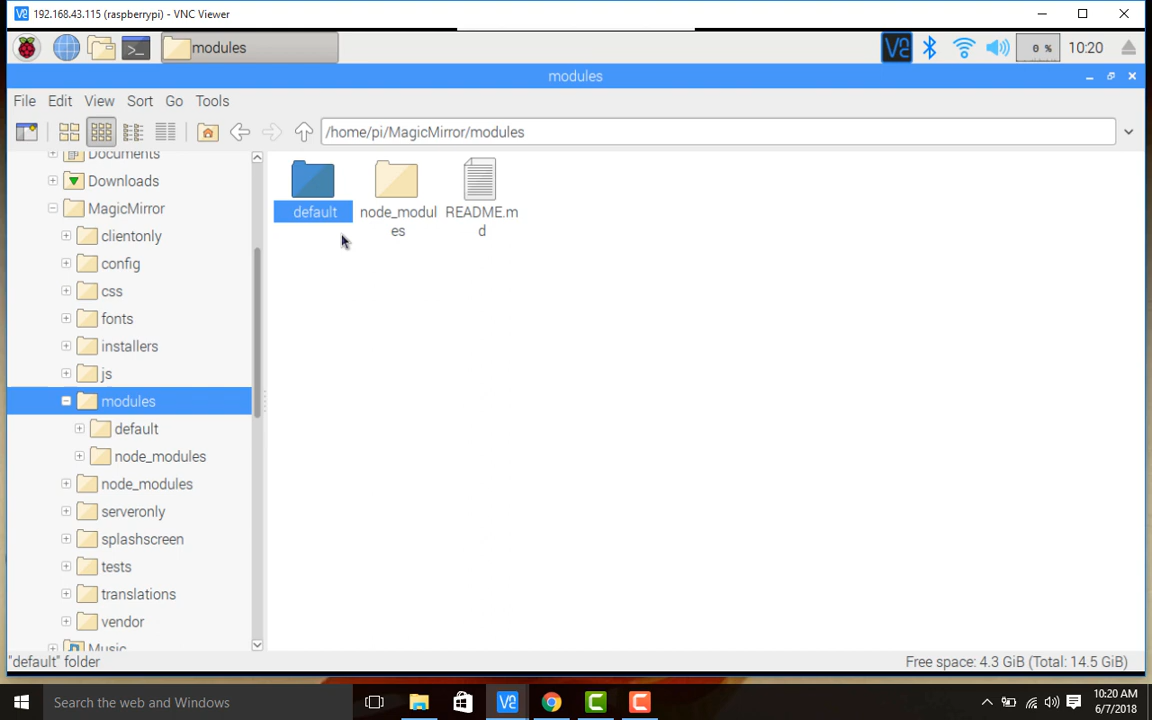 192.168.43.115 (raspberrypi) - VNC Viewer
modules
0 %
10:20
modules
File Edit View Sort Go Tools
/home/pi/MagicMirror/modules
Documents
Downloads
MagicMirror
clientonly
config
css
fonts
installers
js
modules
default
node_modules
node_modules
serveronly
splashscreen
tests
translations
vendor
Music
default
node_modul
es
README.m
d
"default" folder
Free space: 4.3 GiB (Total: 14.5 GiB)
Search the web and Windows
10:20 AM
6/7/2018